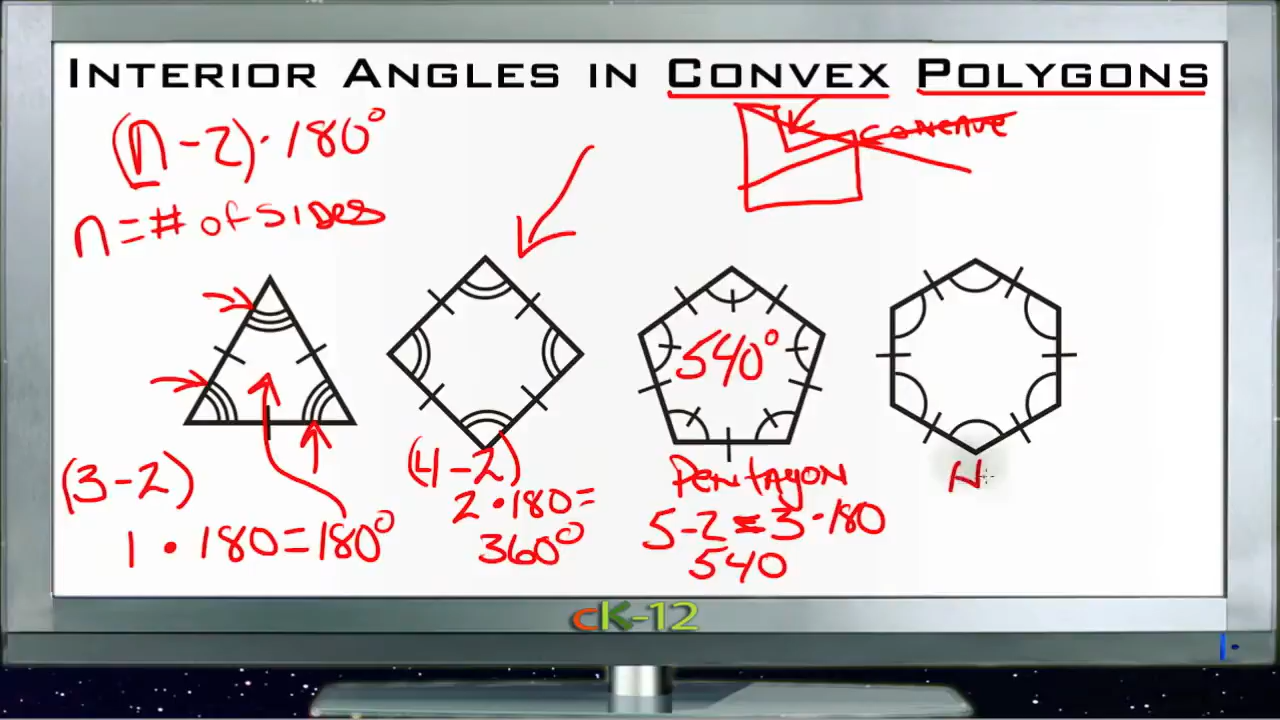 INTERIOR ANGLES IN CONVEX POLYGONS
(n-2)·180°
CONCAVE
n=# of sides
540°
(3-2)
1 · 180=180°
(4-2)
2·180=
360°
Pentagon
5-2=3·180
540
H
cK-12